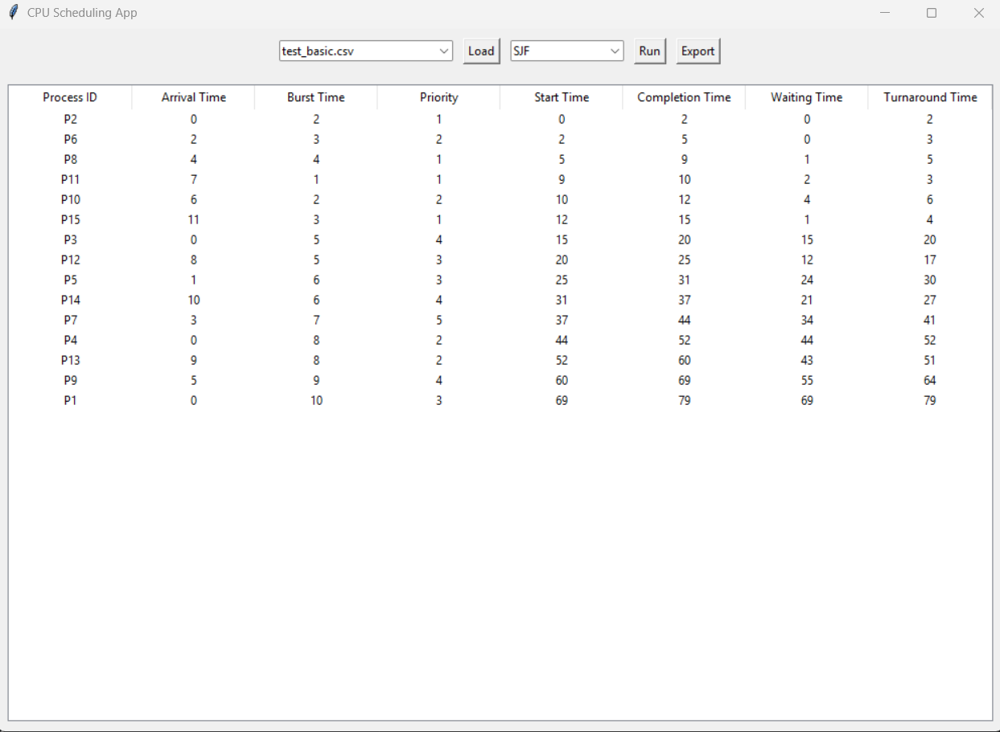 CPU Scheduling App
test_basic.csv Load SJF Run Export
Process ID Arrival Time Burst Time Priority Start Time Completion Time Waiting Time Turnaround Time
P2 0 2 1 0 2 0 2
P6 2 3 2 2 5 0 3
P8 4 4 1 5 9 1 5
P11 7 1 1 9 10 2 3
P10 6 2 2 10 12 4 6
P15 11 3 1 12 15 1 4
P3 0 5 4 15 20 15 20
P12 8 5 3 20 25 12 17
P5 1 6 3 25 31 24 30
P14 10 6 4 31 37 21 27
P7 3 7 5 37 44 34 41
P4 0 8 2 44 52 44 52
P13 9 8 2 52 60 43 51
P9 5 9 4 60 69 55 64
P1 0 10 3 69 79 69 79